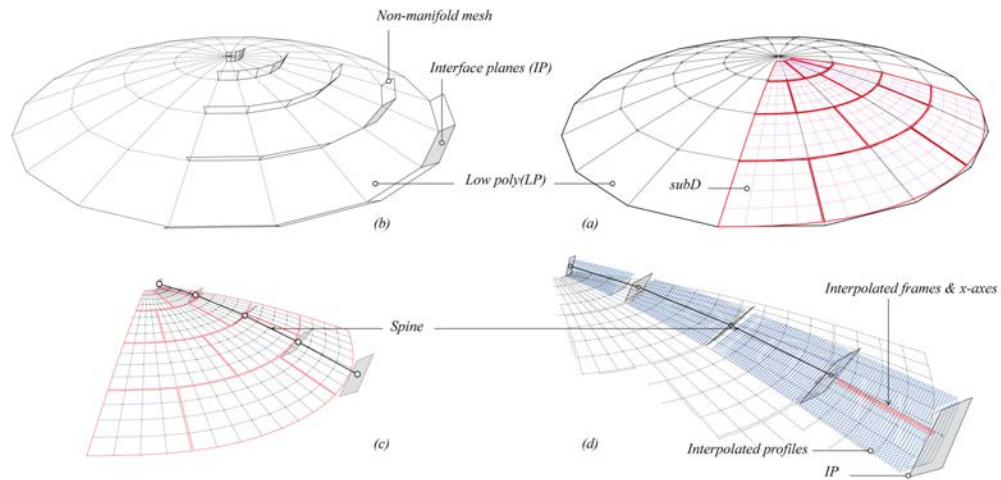 Non-manifold mesh
Interface planes (IP)
Low poly(LP)
subD
(b)
(a)
Spine
Interpolated frames & x-axes
(c)
(d)
Interpolated profiles
IP